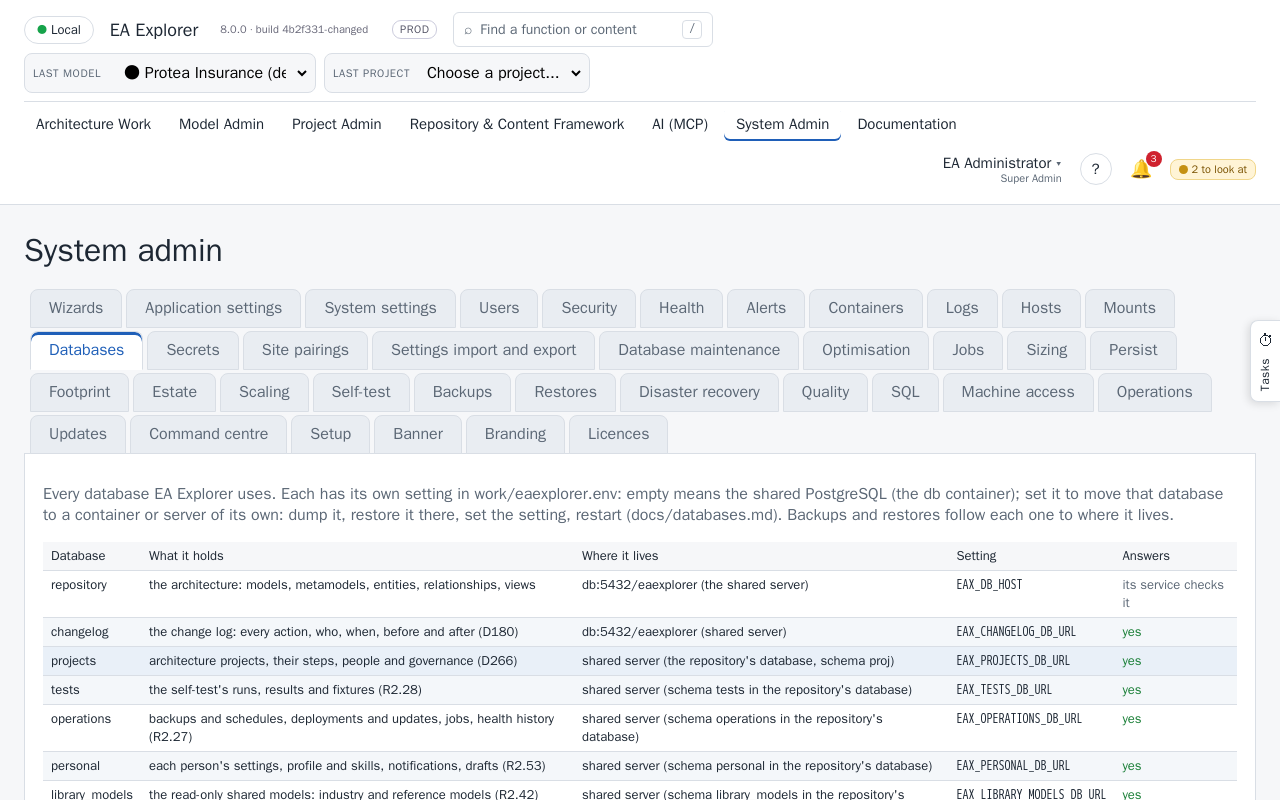 Local
EA Explorer
8.0.0 · build 4b2f331-changed
PROD
Find a function or content
/
LAST MODEL
Protea Insurance (de
LAST PROJECT
Choose a project...
Architecture Work
Model Admin
Project Admin
Repository & Content Framework
AI (MCP)
System Admin
Documentation
EA Administrator
Super Admin
?
3
2 to look at
System admin
Wizards
Application settings
System settings
Users
Security
Health
Alerts
Containers
Logs
Hosts
Mounts
Databases
Secrets
Site pairings
Settings import and export
Database maintenance
Optimisation
Jobs
Sizing
Persist
Footprint
Estate
Scaling
Self-test
Backups
Restores
Disaster recovery
Quality
SQL
Machine access
Operations
Updates
Command centre
Setup
Banner
Branding
Licences
Tasks
Every database EA Explorer uses. Each has its own setting in work/eaexplorer.env: empty means the shared PostgreSQL (the db container); set it to move that database
to a container or server of its own: dump it, restore it there, set the setting, restart (docs/databases.md). Backups and restores follow each one to where it lives.
Database What it holds Where it lives Setting Answers
repository the architecture: models, metamodels, entities, relationships, views db:5432/eaexplorer (the shared server) EAX_DB_HOST its service checks
it
changelog the change log: every action, who, when, before and after (D180) db:5432/eaexplorer (shared server) EAX_CHANGELOG_DB_URL yes
projects architecture projects, their steps, people and governance (D266) shared server (the repository's database, schema proj) EAX_PROJECTS_DB_URL yes
tests the self-test's runs, results and fixtures (R2.28) shared server (schema tests in the repository's database) EAX_TESTS_DB_URL yes
operations backups and schedules, deployments and updates, jobs, health history shared server (schema operations in the repository's EAX_OPERATIONS_DB_URL yes
(R2.27) database)
personal each person's settings, profile and skills, notifications, drafts (R2.53) shared server (schema personal in the repository's database) EAX_PERSONAL_DB_URL yes
library_models the read-only shared models: industry and reference models (R2.42) shared server (schema library_models in the repository's EAX_LIBRARY_MODELS_DB_URL yes